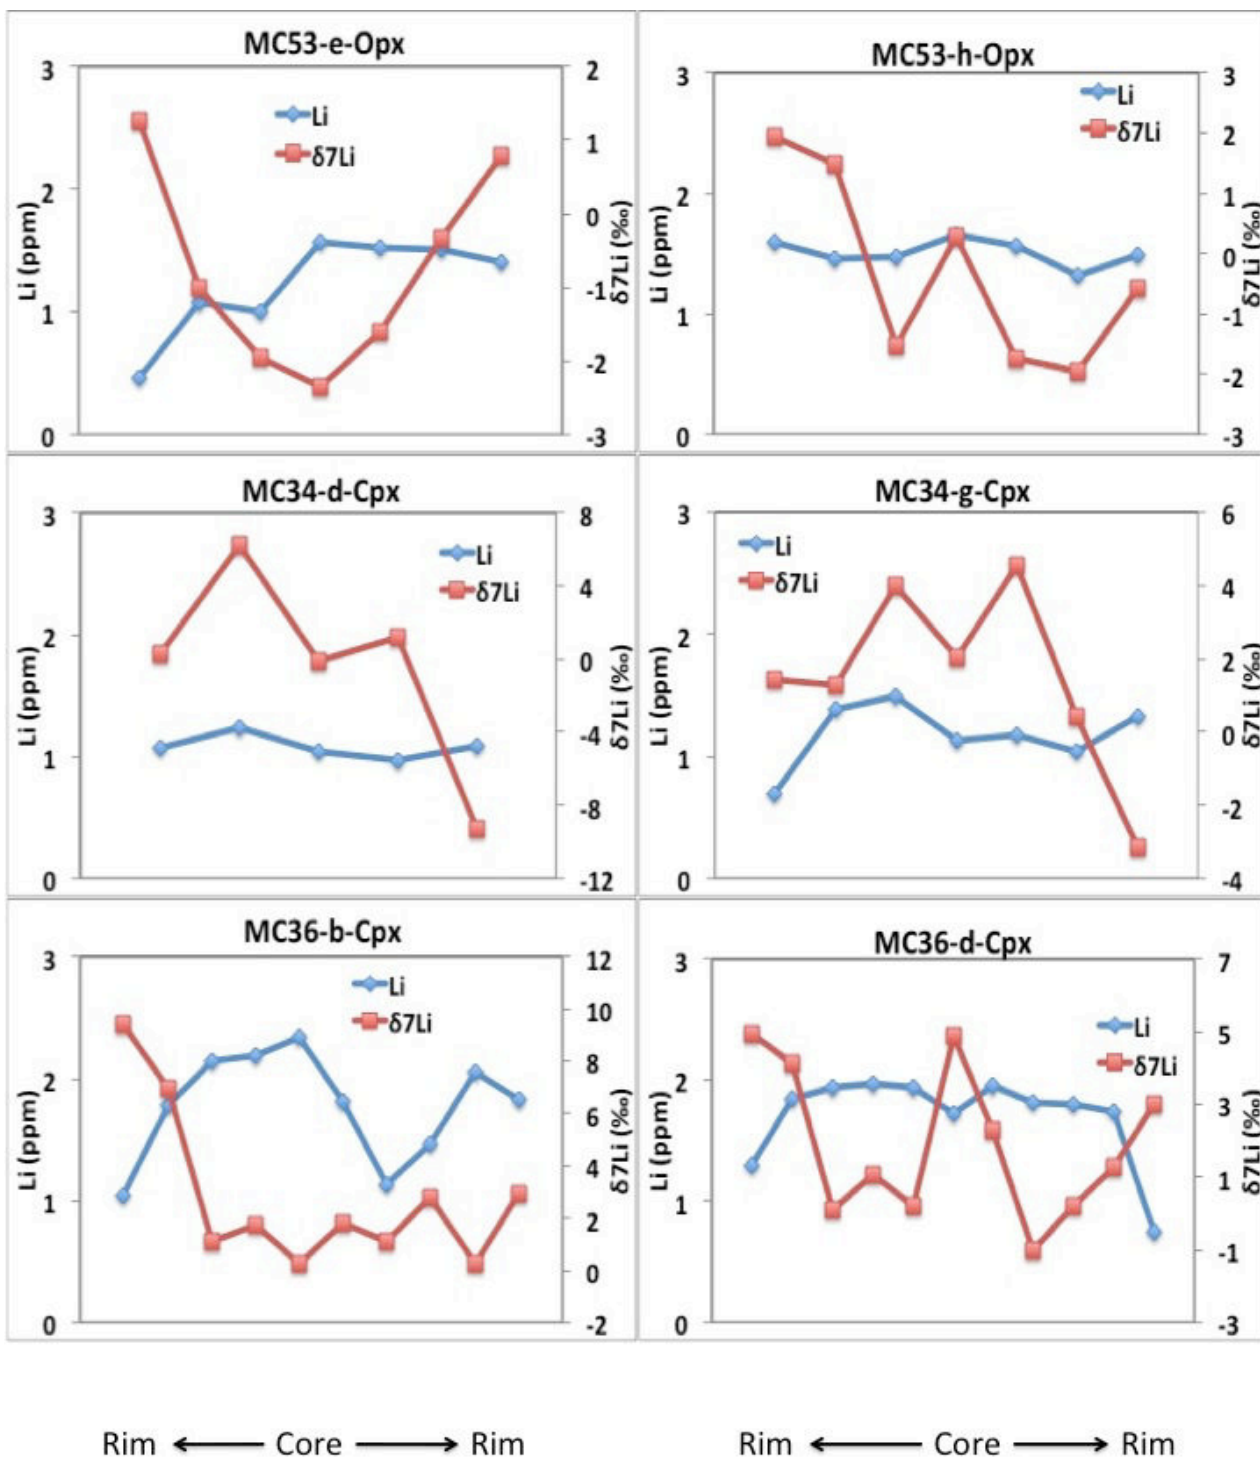 MC53-e-Opx
3
2
1
0
Li (ppm)
Li
δ7Li
2
1
0
-1
-2
-3
δ7Li (‰)
MC53-h-Opx
3
2
1
0
Li (ppm)
Li
δ7Li
3
2
1
0
-1
-2
-3
δ7Li (‰)
MC34-d-Cpx
3
2
1
0
Li (ppm)
Li
δ7Li
8
4
0
-4
-8
-12
δ7Li (‰)
MC34-g-Cpx
3
2
1
0
Li (ppm)
Li
δ7Li
6
4
2
0
-2
-4
δ7Li (‰)
MC36-b-Cpx
3
2
1
0
Li (ppm)
Li
δ7Li
12
10
8
6
4
2
0
-2
δ7Li (‰)
MC36-d-Cpx
3
2
1
0
Li (ppm)
Li
δ7Li
7
5
3
1
-1
-3
δ7Li (‰)
Rim ← Core → Rim
Rim ← Core → Rim